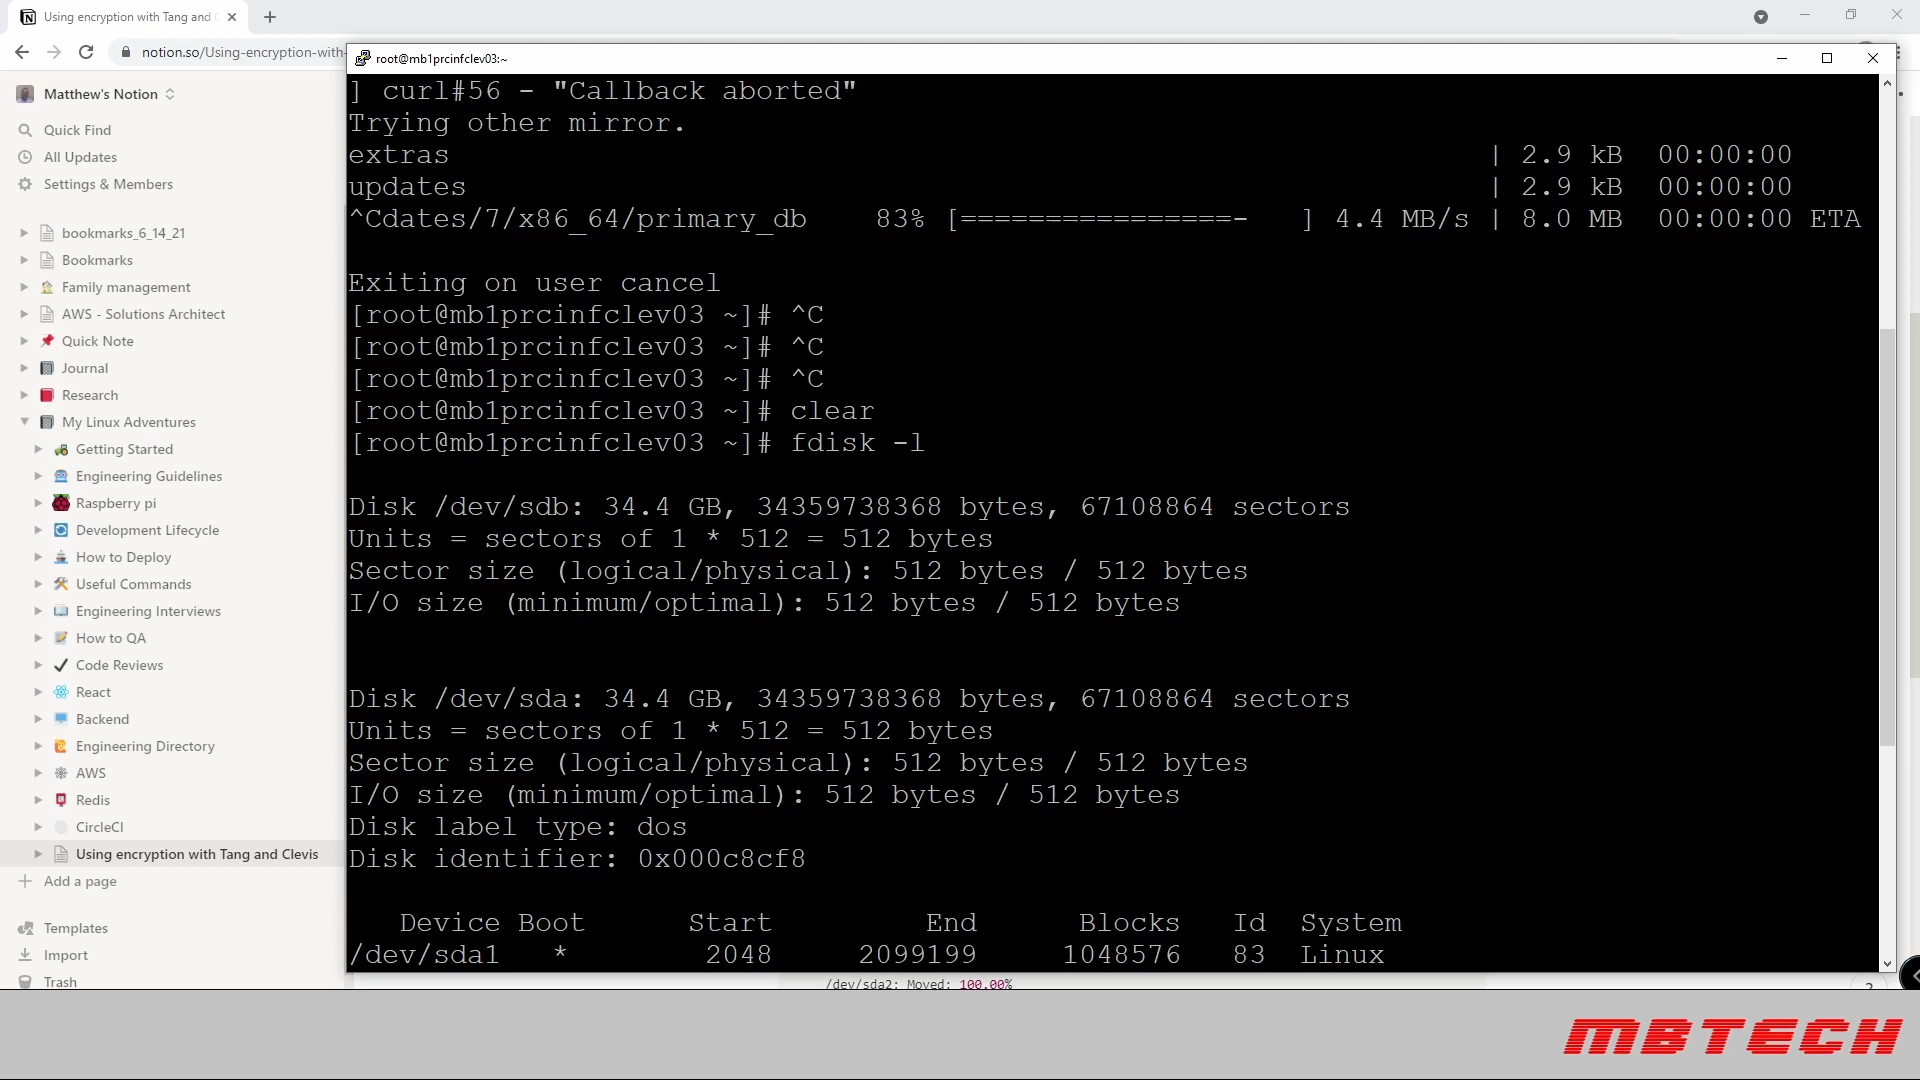 Using encryption with Tang and
notion.so/Using-encryption-with-
root@mb1prcinfclev03:~
Matthew's Notion
Quick Find
All Updates
Settings & Members
bookmarks_6_14_21
Bookmarks
Family management
AWS - Solutions Architect
Quick Note
Journal
Research
My Linux Adventures
Getting Started
Engineering Guidelines
Raspberry pi
Development Lifecycle
How to Deploy
Useful Commands
Engineering Interviews
How to QA
Code Reviews
React
Backend
Engineering Directory
AWS
Redis
CircleCI
Using encryption with Tang and Clevis
Add a page
Templates
Import
Trash
] curl#56 - "Callback aborted"
Trying other mirror.
extras | 2.9 kB 00:00:00
updates | 2.9 kB 00:00:00
^Cdates/7/x86_64/primary_db 83% [================- ] 4.4 MB/s | 8.0 MB 00:00:00 ETA
Exiting on user cancel
[root@mb1prcinfclev03 ~]# ^C
[root@mb1prcinfclev03 ~]# ^C
[root@mb1prcinfclev03 ~]# ^C
[root@mb1prcinfclev03 ~]# clear
[root@mb1prcinfclev03 ~]# fdisk -l
Disk /dev/sdb: 34.4 GB, 34359738368 bytes, 67108864 sectors
Units = sectors of 1 * 512 = 512 bytes
Sector size (logical/physical): 512 bytes / 512 bytes
I/O size (minimum/optimal): 512 bytes / 512 bytes
Disk /dev/sda: 34.4 GB, 34359738368 bytes, 67108864 sectors
Units = sectors of 1 * 512 = 512 bytes
Sector size (logical/physical): 512 bytes / 512 bytes
I/O size (minimum/optimal): 512 bytes / 512 bytes
Disk label type: dos
Disk identifier: 0x000c8cf8
Device Boot Start End Blocks Id System
/dev/sda1 * 2048 2099199 1048576 83 Linux
/dev/sda2: Moved: 100.00%
MBTECH